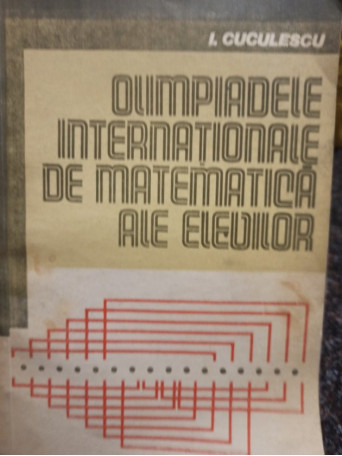 I. CUCULESCU
OLIMPIADELE
INTERNAȚIONALE
DE MATEMATICĂ
ALE ELEVILOR